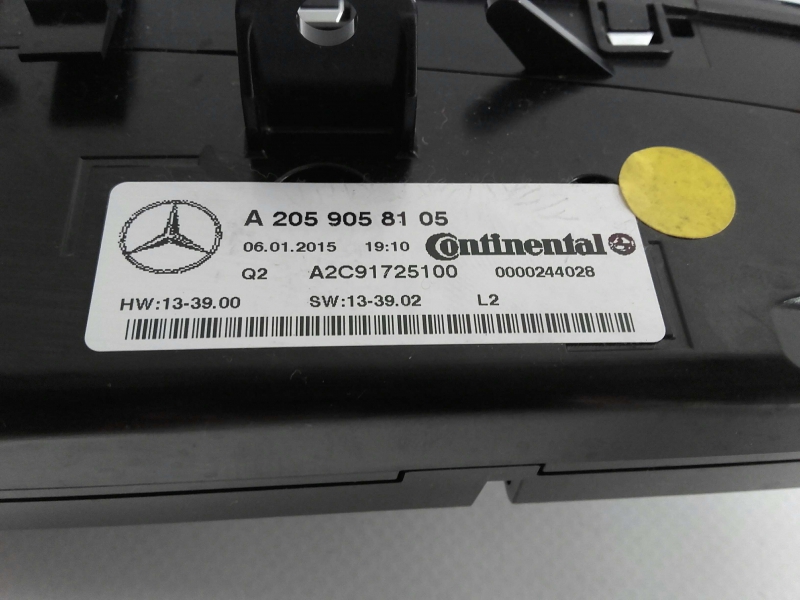 A 205 905 81 05
06.01.2015 19:10 Continental
Q2 A2C91725100 0000244028
HW:13-39.00 SW:13-39.02 L2